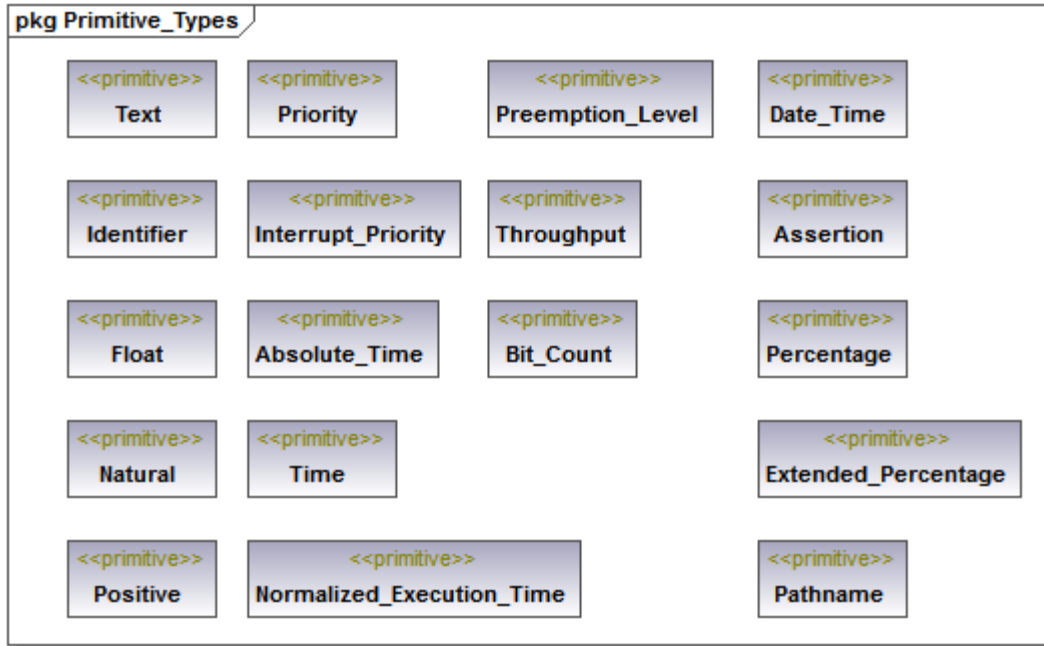 pkg Primitive_Types
<<primitive>>
Text
<<primitive>>
Priority
<<primitive>>
Preemption_Level
<<primitive>>
Date_Time
<<primitive>>
Identifier
<<primitive>>
Interrupt_Priority
<<primitive>>
Throughput
<<primitive>>
Assertion
<<primitive>>
Float
<<primitive>>
Absolute_Time
<<primitive>>
Bit_Count
<<primitive>>
Percentage
<<primitive>>
Natural
<<primitive>>
Time
<<primitive>>
Extended_Percentage
<<primitive>>
Positive
<<primitive>>
Normalized_Execution_Time
<<primitive>>
Pathname